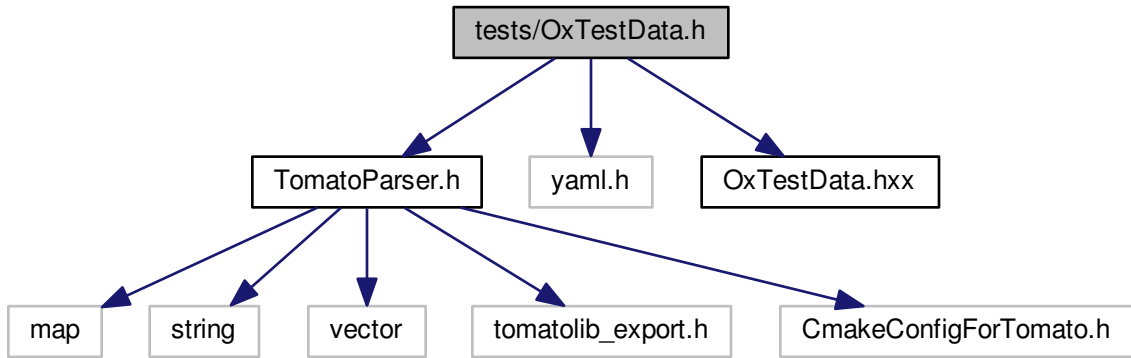 tests/OxTestData.h
TomatoParser.h
yaml.h
OxTestData.hxx
map
string
vector
tomatolib_export.h
CmakeConfigForTomato.h